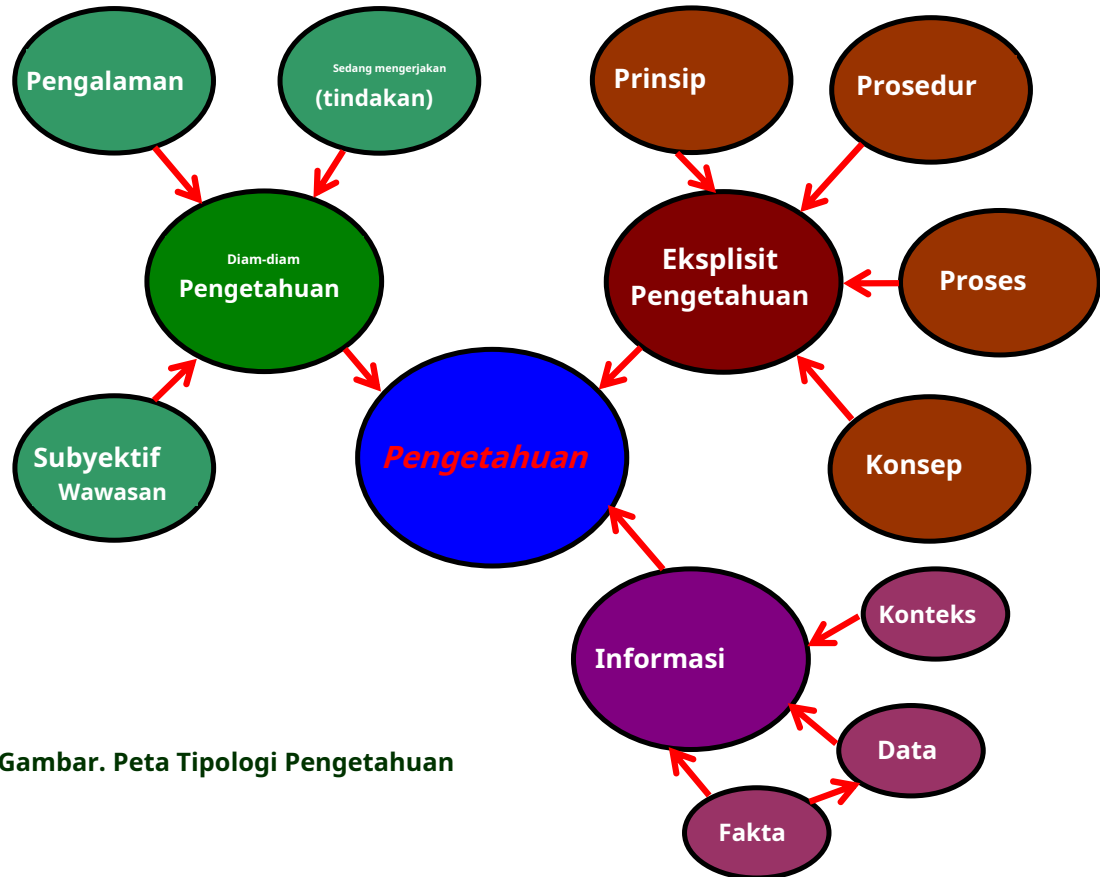 Pengalaman
Sedang mengerjakan
(tindakan)
Prinsip
Prosedur
Diam-diam
Pengetahuan
Eksplisit
Pengetahuan
Proses
Subyektif
Wawasan
Pengetahuan
Konsep
Informasi
Konteks
Data
Fakta
Gambar. Peta Tipologi Pengetahuan